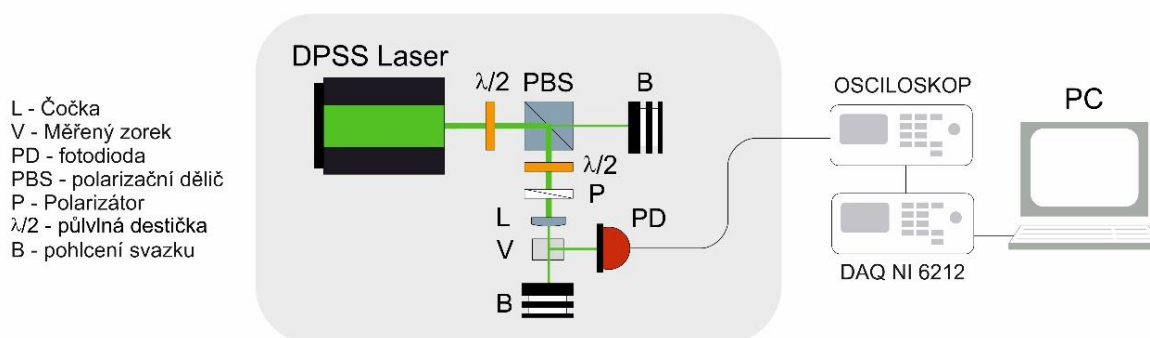 L - Čočka
V - Měřený zorek
PD - fotodioda
PBS - polarizační dělič
P - Polarizátor
λ/2 - půlvlná destička
B - pohlcení svazku
DPSS Laser
λ/2
PBS
B
λ/2
P
L
PD
V
B
OSCILOSKOP
DAQ NI 6212
PC